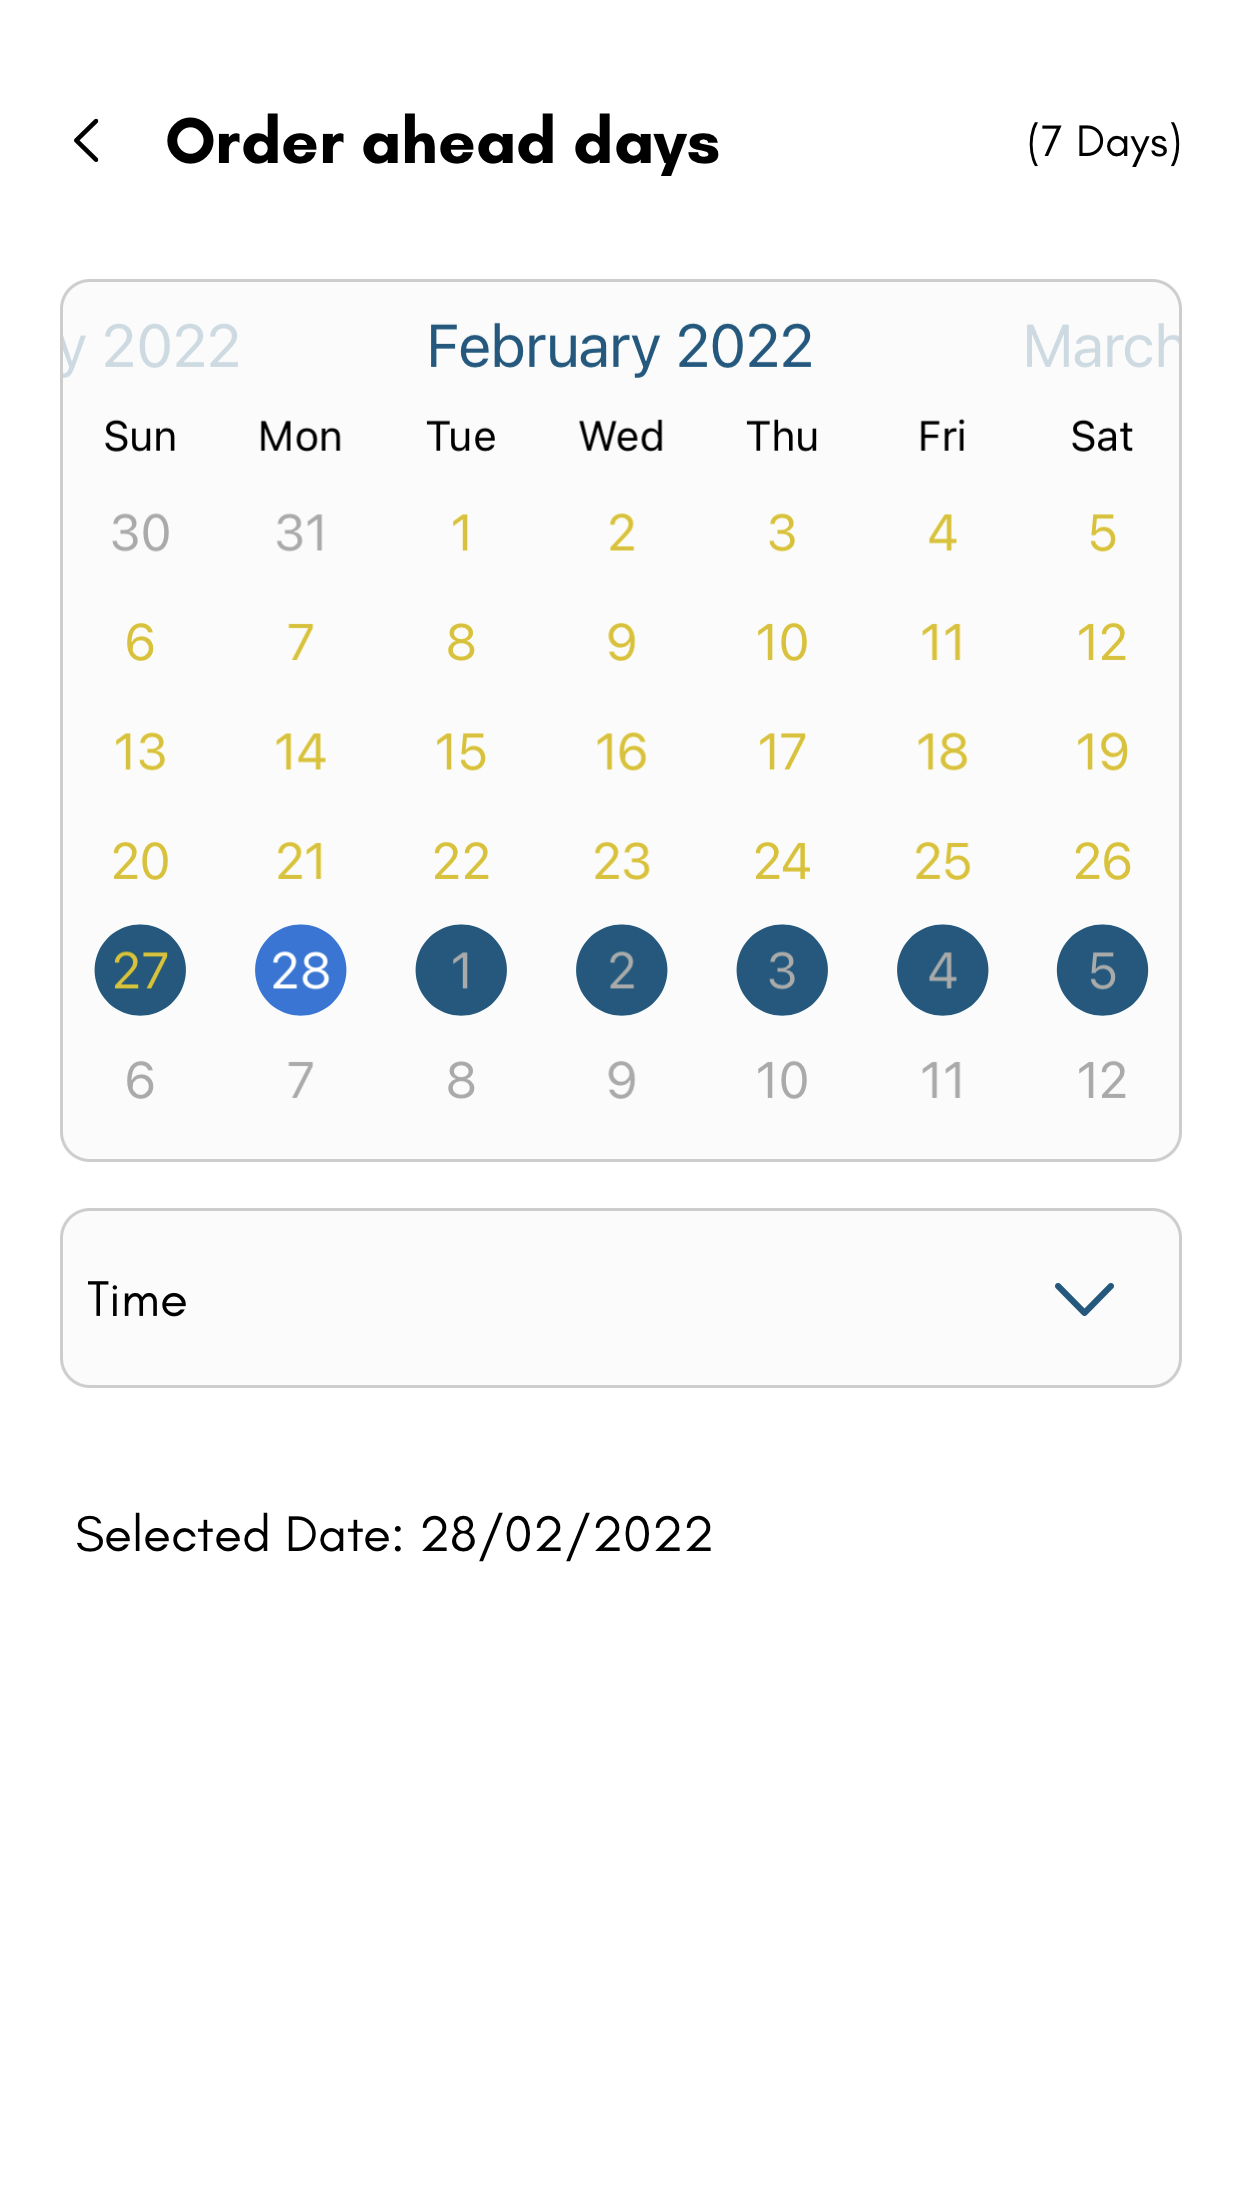 Order ahead days (7 Days)
y 2022 February 2022 March
Sun Mon Tue Wed Thu Fri Sat
30 31 1 2 3 4 5
6 7 8 9 10 11 12
13 14 15 16 17 18 19
20 21 22 23 24 25 26
27 28 1 2 3 4 5
6 7 8 9 10 11 12
Time
Selected Date: 28/02/2022